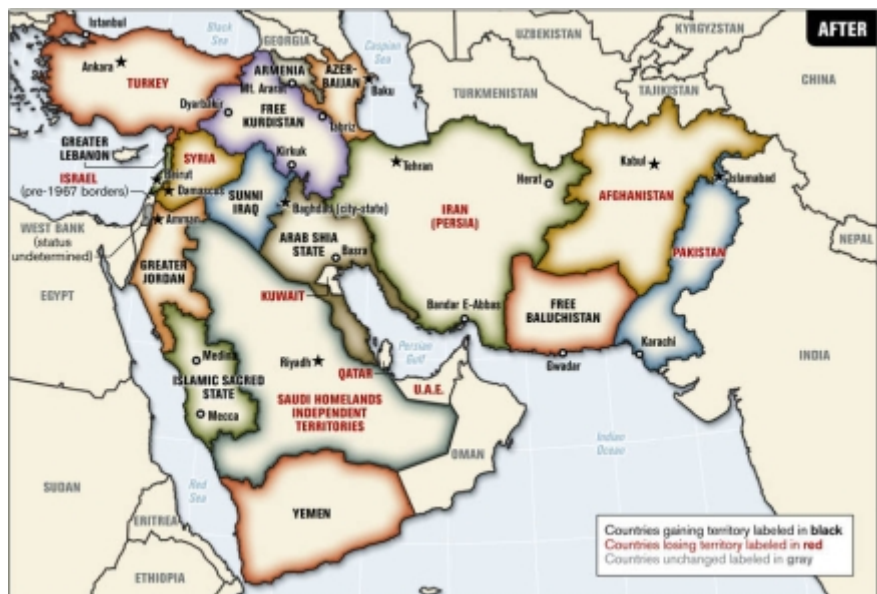 AFTER
Istanbul
Black
Sea
GEORGIA
Caspian
Sea
UZBEKISTAN
KYRGYZSTAN
Ankara
TURKEY
ARMENIA
AZER-
BAIJAN
Baku
TURKMENISTAN
TAJIKISTAN
CHINA
Mt. Ararat
Dyarbakir
FREE
KURDISTAN
Tabriz
GREATER
LEBANON
SYRIA
Kirkuk
Tehran
Herat
Kabul
Islamabad
ISRAEL
(pre-1967 borders)
Beirut
Damascus
SUNNI
IRAQ
Baghdad (city-state)
IRAN
(PERSIA)
AFGHANISTAN
WEST BANK
(status
undetermined)
Amman
ARAB SHIA
STATE
Basra
PAKISTAN
NEPAL
GREATER
JORDAN
EGYPT
KUWAIT
Bandar E-Abbas
FREE
BALUCHISTAN
Karachi
Persian
Gulf
Gwadar
INDIA
Medina
Riyadh
QATAR
ISLAMIC SACRED
STATE
U.A.E.
Mecca
SAUDI HOMELANDS
INDEPENDENT
TERRITORIES
OMAN
Indian
Ocean
SUDAN
Red
Sea
YEMEN
ERITREA
ETHIOPIA
Countries gaining territory labeled in black
Countries losing territory labeled in red
Countries unchanged labeled in gray